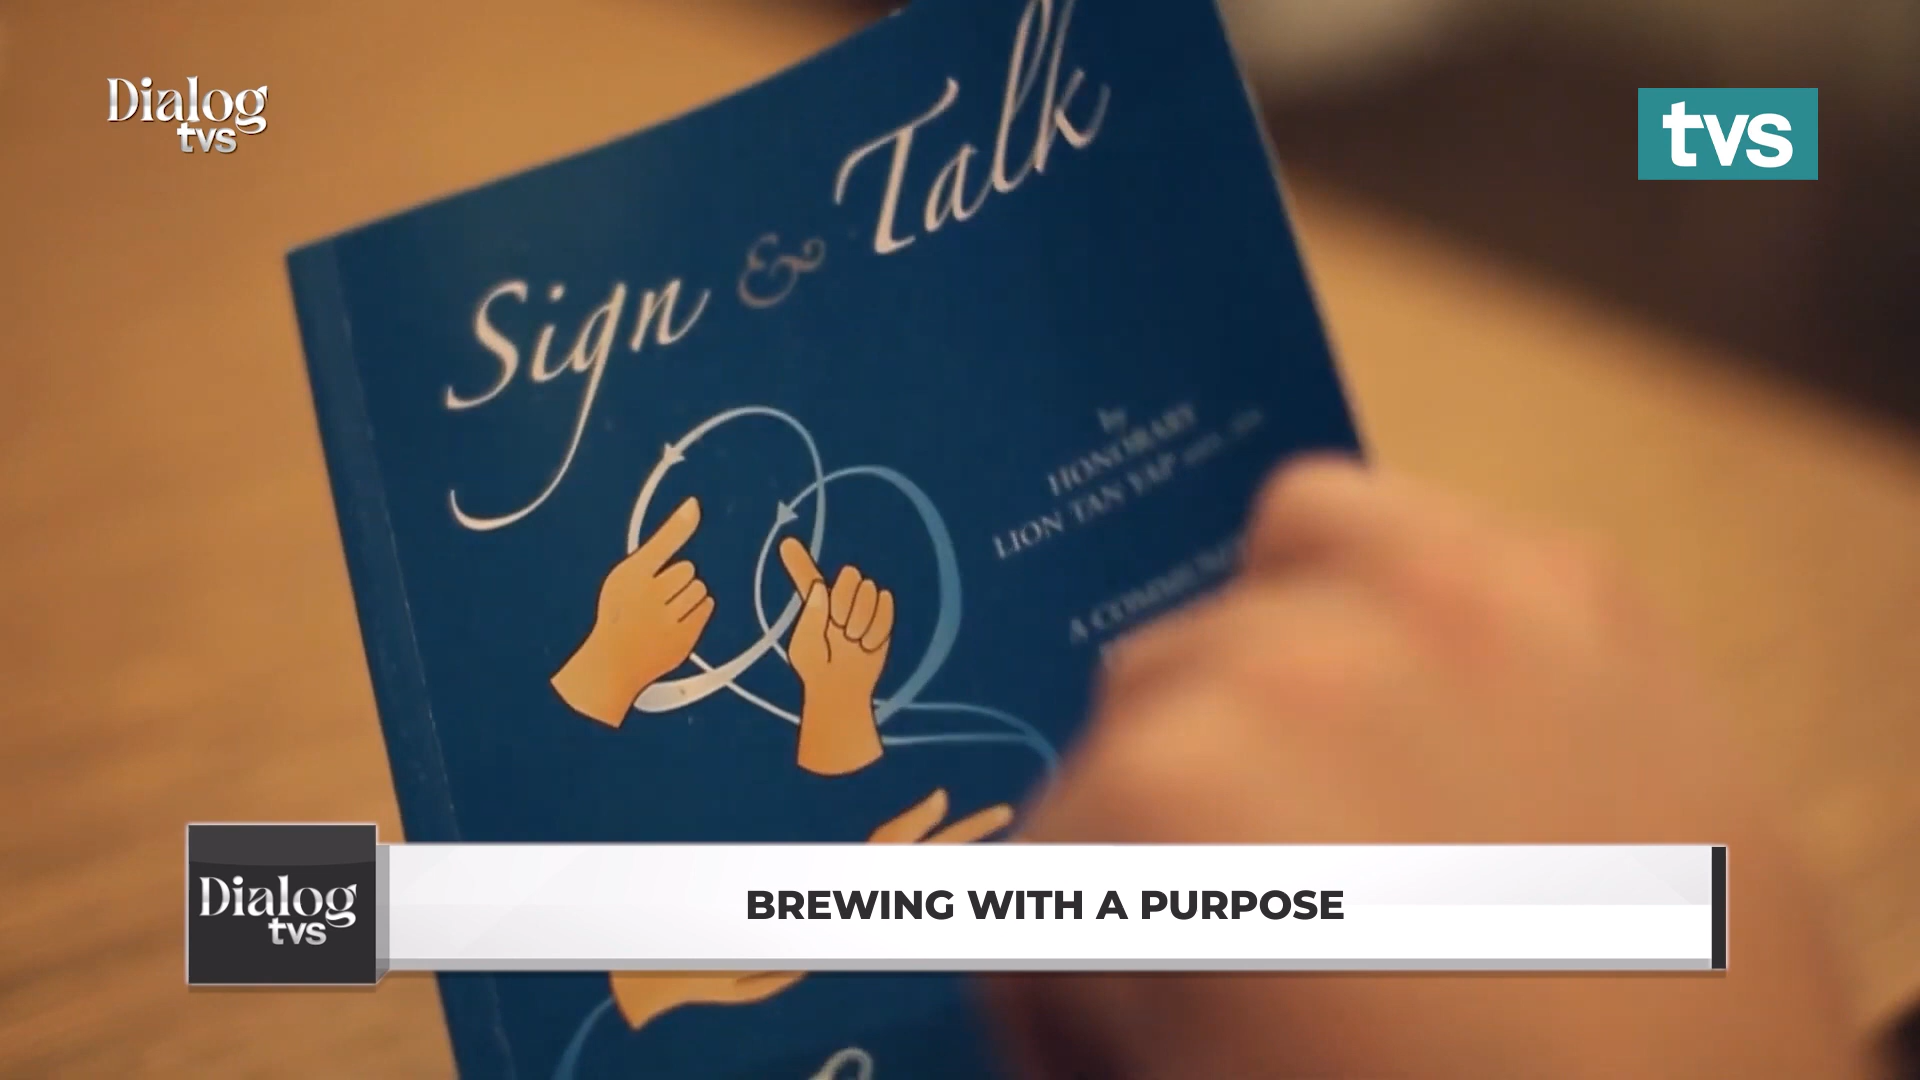 Dialog
tvs
tvs
Sign & Talk
by
HONORARY
LION TAN YAP
A
Dialog
tvs
BREWING WITH A PURPOSE